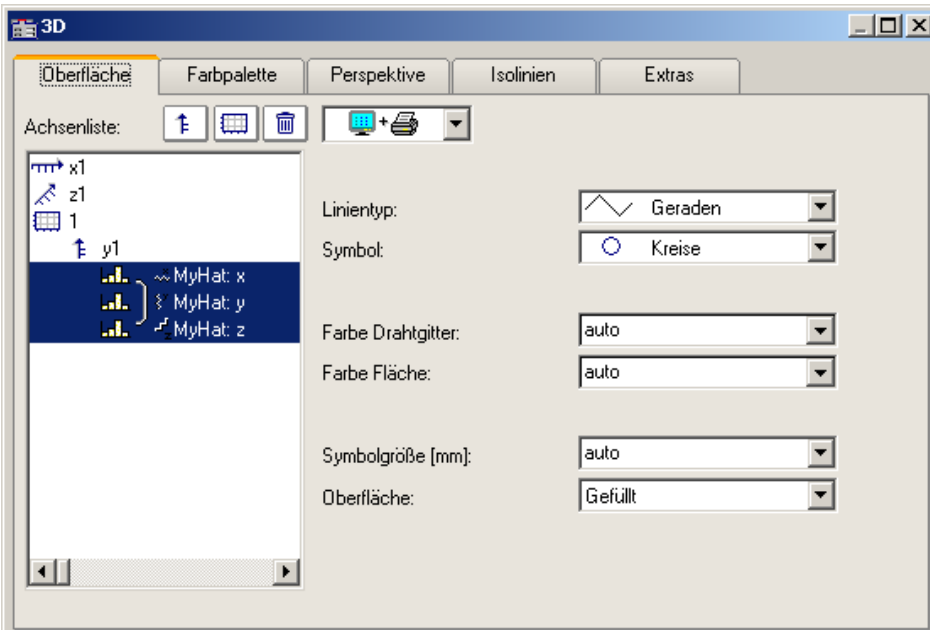 3D
Oberfläche Farbpalette Perspektive Isolinien Extras
Achsenliste:
x1
z1
1
y1
MyHat: x
MyHat: y
MyHat: z
Linientyp: Geraden
Symbol: Kreise
Farbe Drahtgitter: auto
Farbe Fläche: auto
Symbolgröße [mm]: auto
Oberfläche: Gefüllt